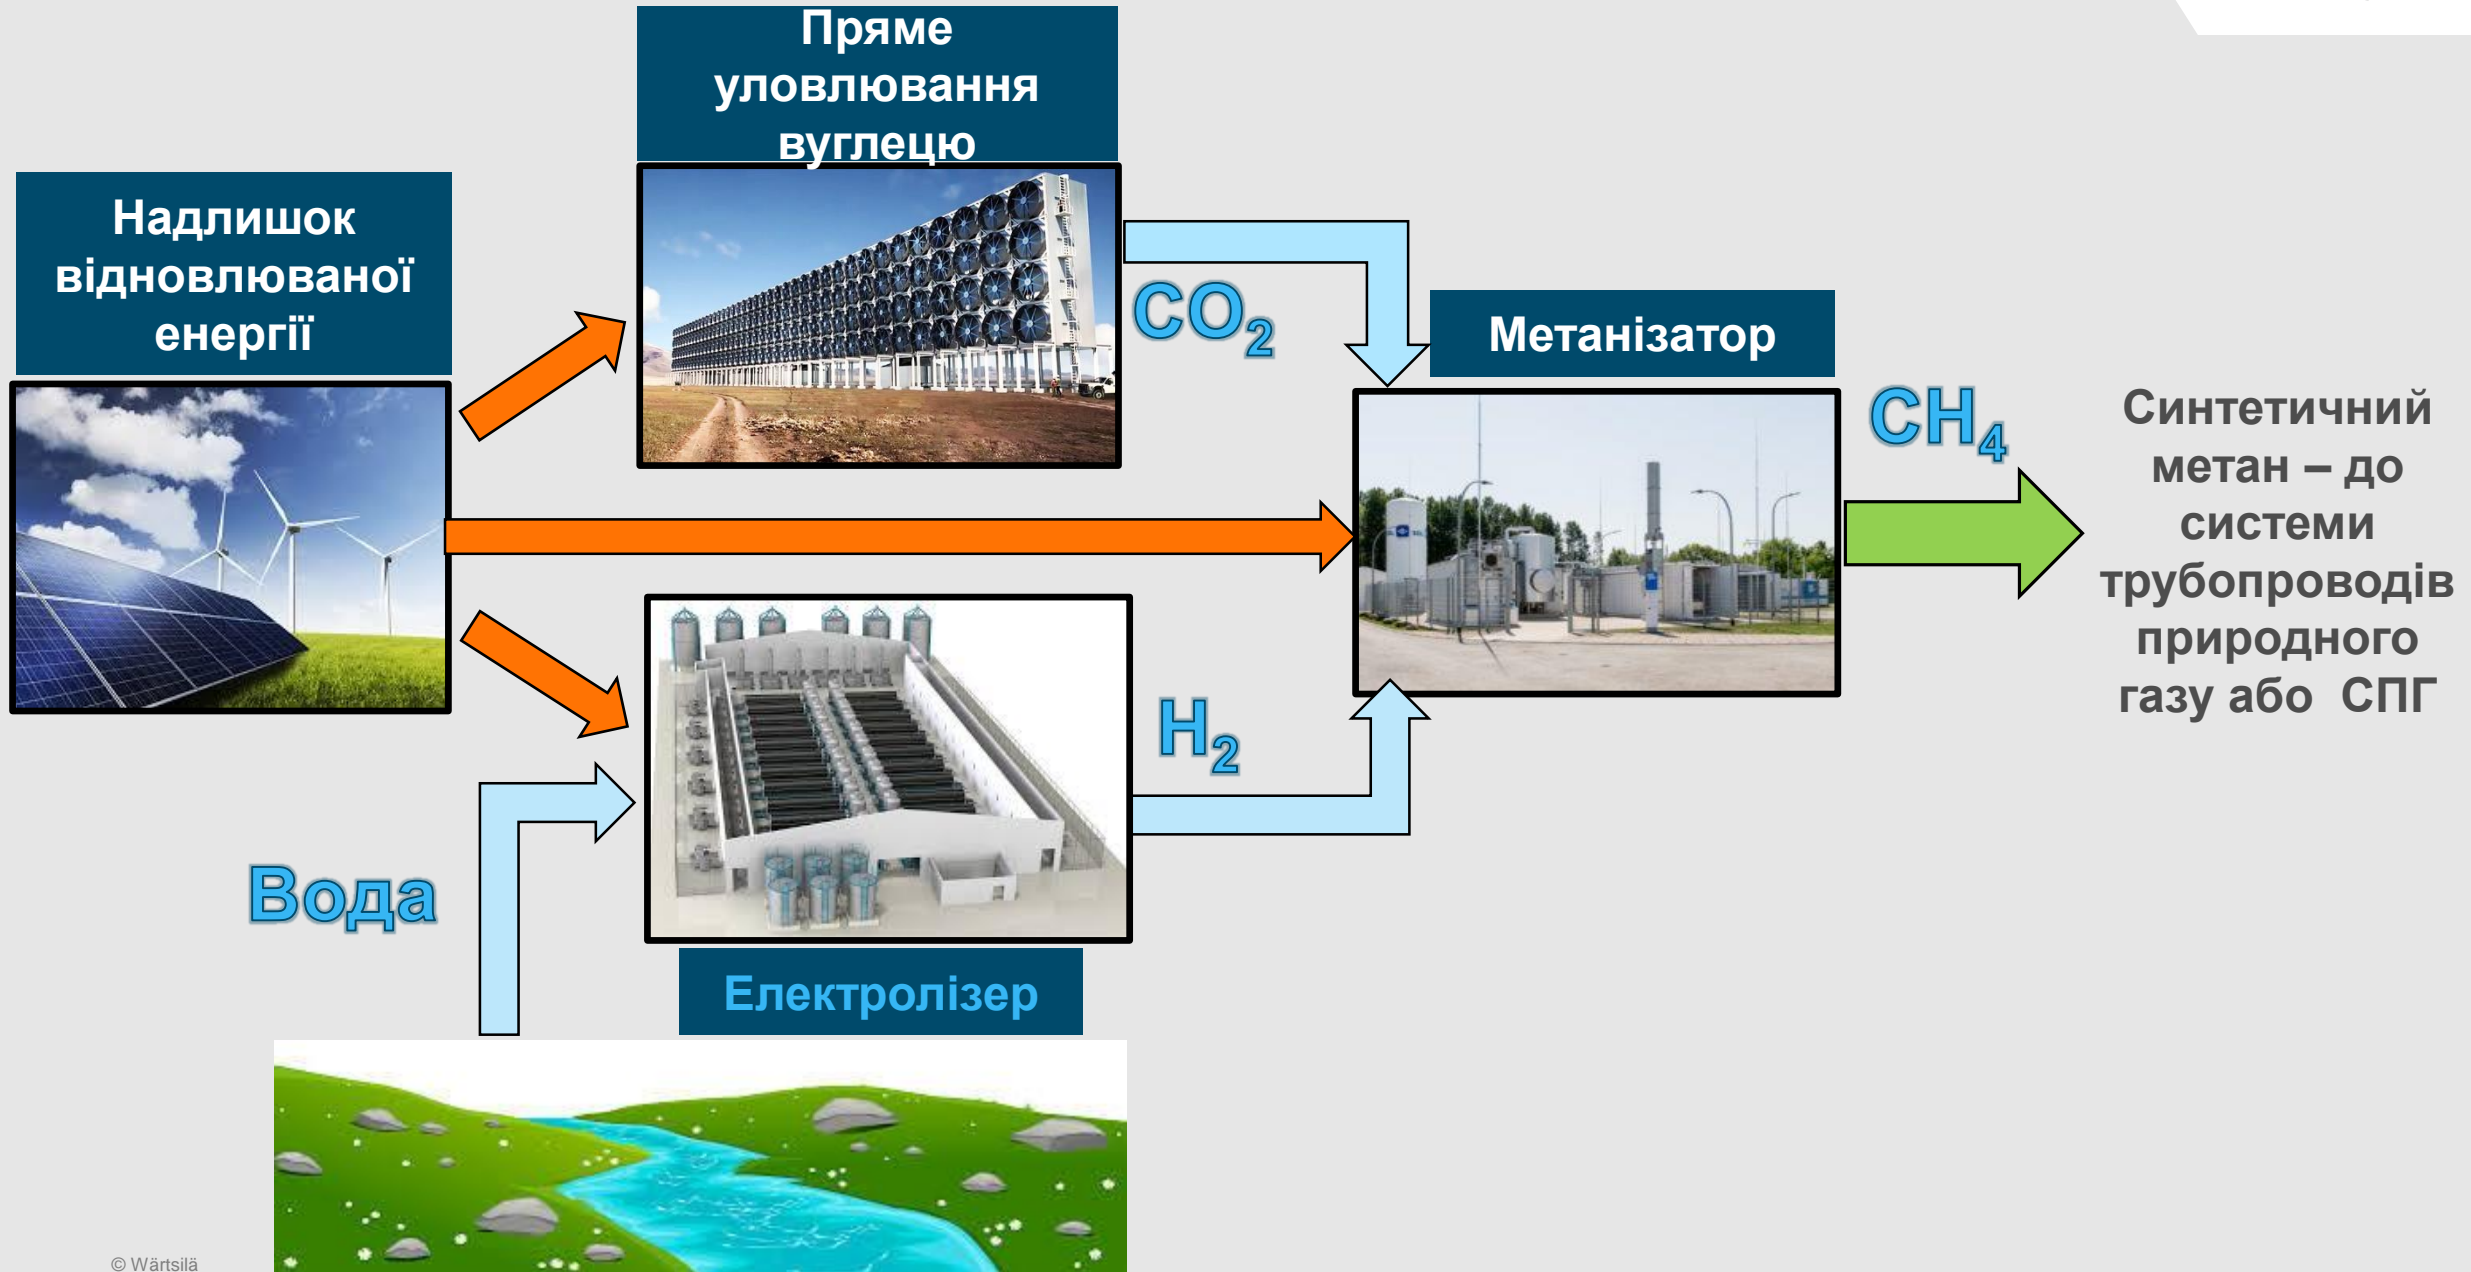 Пряме
уловлювання
вуглецю
Надлишок
відновлюваної
енергії
CO₂
Метанізатор
CH₄
Синтетичний
метан – до
системи
трубопроводів
природного
газу або СПГ
H₂
Вода
Електролізер
© Wärtsilä